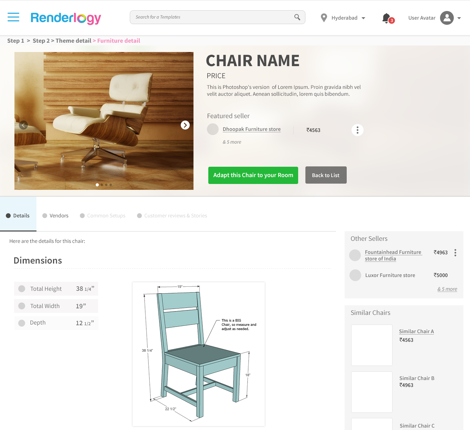 Renderlogy
Search for a Templates
Hyderabad
User Avatar
Step 1 > Step 2 > Theme detail > Furniture detail
CHAIR NAME
PRICE
This is Photoshop's version of Lorem Ipsum. Proin gravida nibh vel
velit auctor aliquet. Aenean sollicitudin, lorem quis bibendum.
Featured seller
Dhoopak Furniture store
₹4563
& 5 more
Adapt this Chair to your Room
Back to List
Details
Vendors
Customer Setups
Customer reviews & Stories
Here are the details for this chair:
Dimensions
Total Height 38 1/4"
Total Width 19"
Depth 12 1/2"
This is a BIG
Chair, so measure and
adjust as needed.
Other Sellers
Fountainhead Furniture
store of India
₹4963
Luxor Furniture store
₹5000
& 5 more
Similar Chairs
Similar Chair A
₹4563
Similar Chair B
₹4963
Similar Chair C